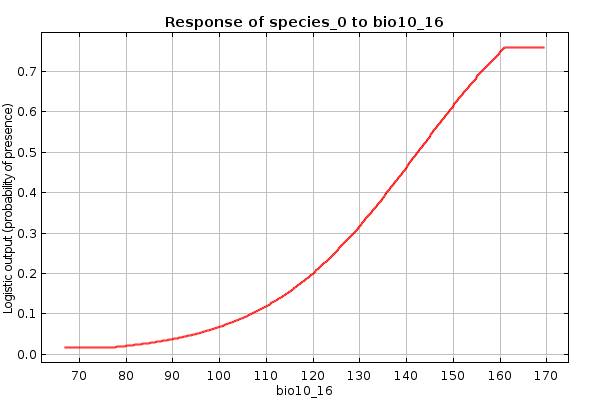 Response of species_0 to bio10_16
Logistic output (probability of presence)
0.7
0.6
0.5
0.4
0.3
0.2
0.1
0.0
70 80 90 100 110 120 130 140 150 160 170
bio10_16